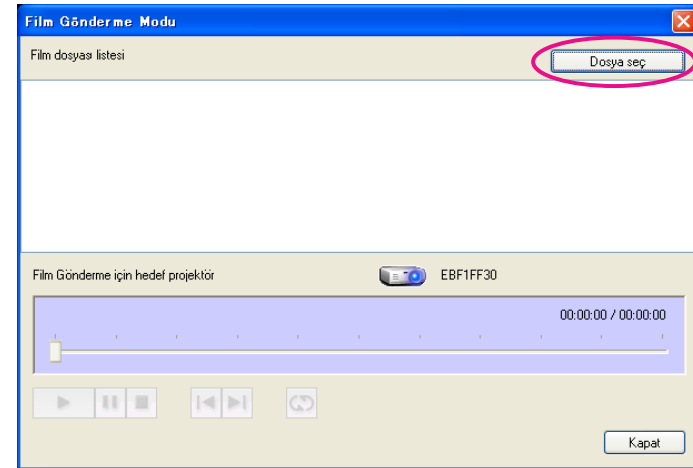 Film Gönderme Modu
Film dosyası listesi
Dosya seç
Film Gönderme için hedef projektör
EBF1FF30
00:00:00 / 00:00:00
Kapat